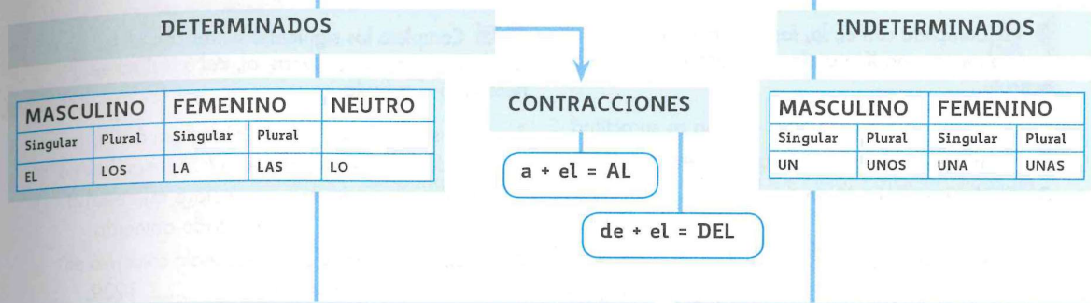 DETERMINADOS
INDETERMINADOS
MASCULINO FEMENINO NEUTRO
Singular Plural Singular Plural
EL LOS LA LAS LO
CONTRACCIONES
a + el = AL
de + el = DEL
MASCULINO FEMENINO
Singular Plural Singular Plural
UN UNOS UNA UNAS